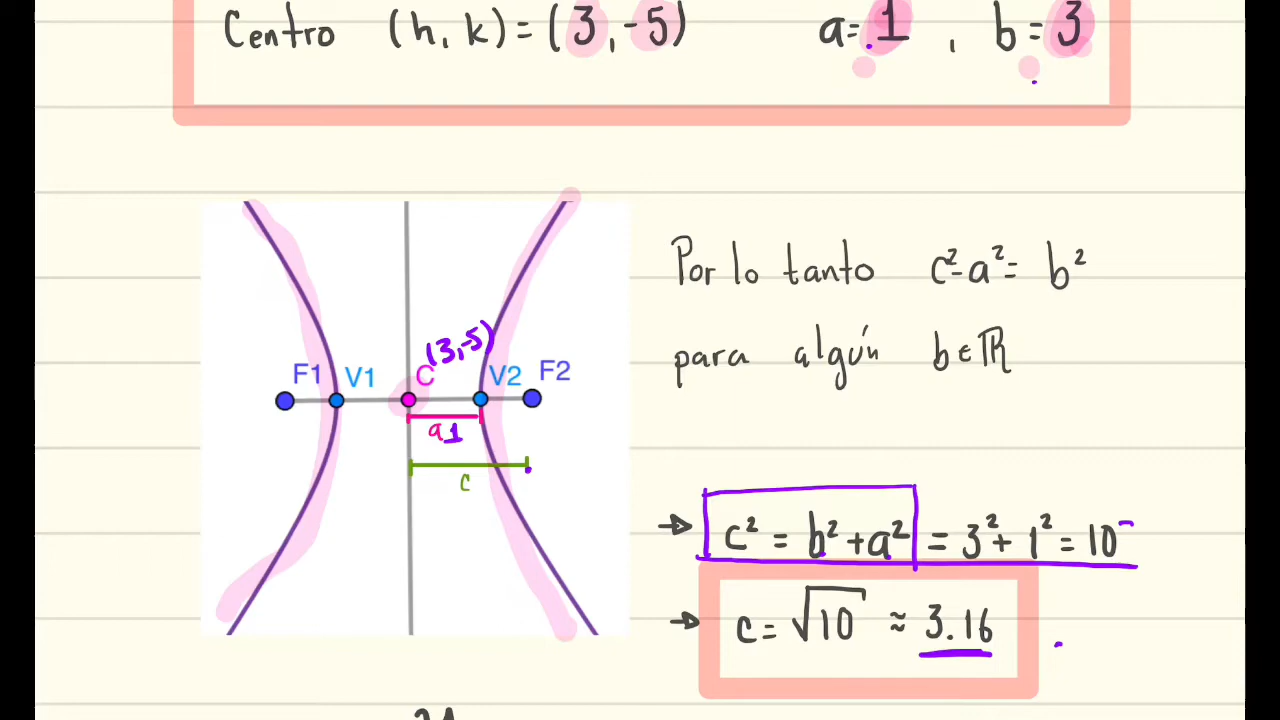 Centro (h, k) = (3, -5) a= 1 , b = 3
Por lo tanto c²-a²= b²
para algún b∈ℝ
(3,-5)
F1 V1 C V2 F2
a 1
c
→ c² = b²+a² = 3²+1² = 10
→ c= √10 ≈ 3.16